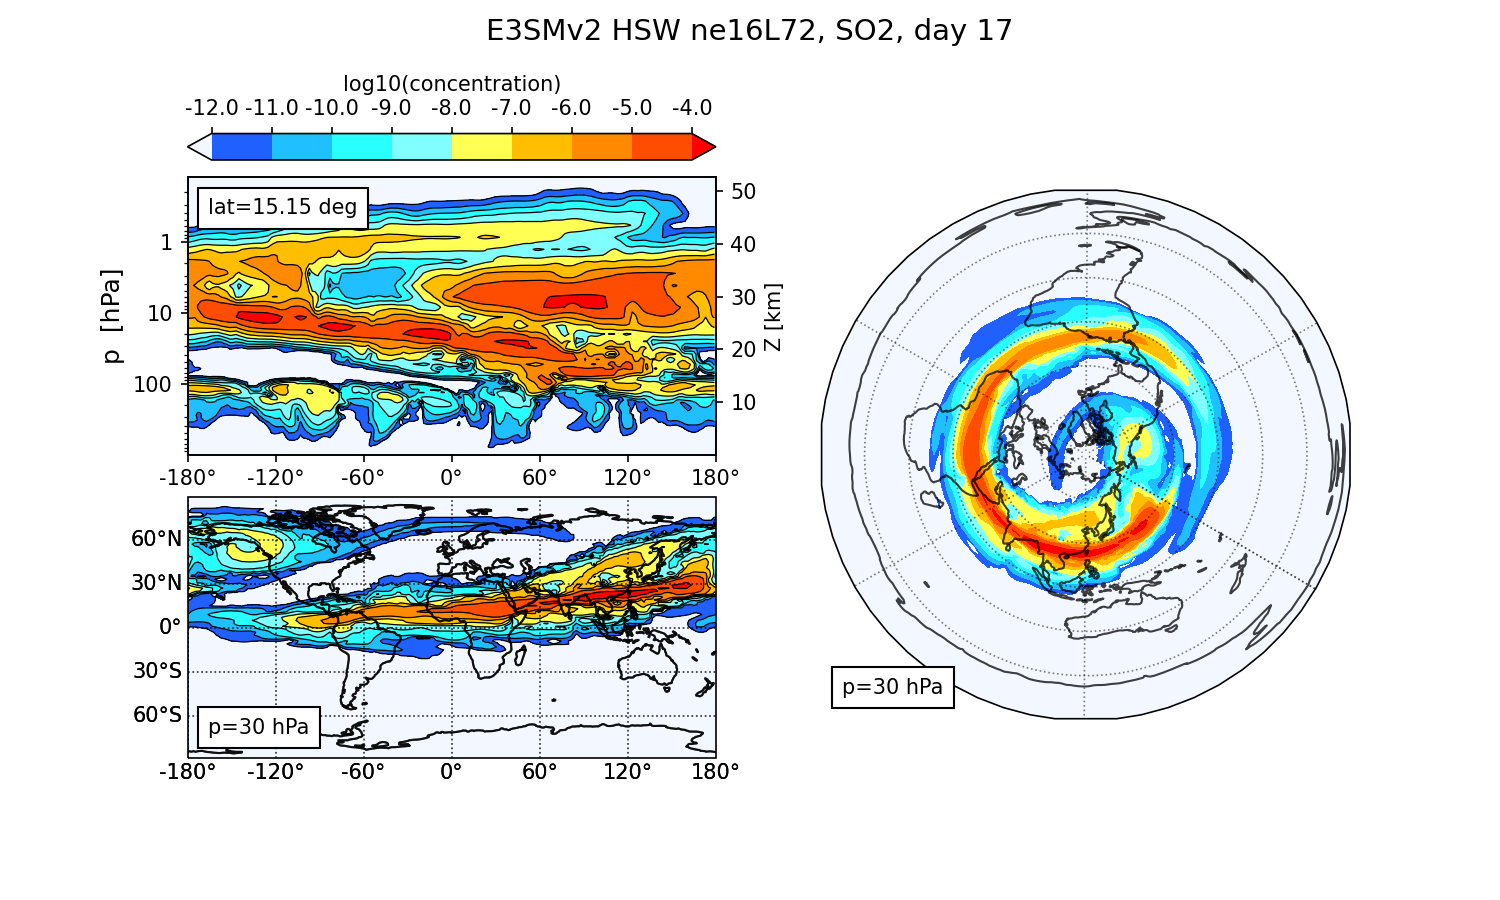 E3SMv2 HSW ne16L72, SO2, day 17
log10(concentration)
-12.0 -11.0 -10.0 -9.0 -8.0 -7.0 -6.0 -5.0 -4.0
lat=15.15 deg
p [hPa]
1
10
100
50
40
30
20
10
Z [km]
-180° -120° -60° 0° 60° 120° 180°
60°N
30°N
0°
30°S
60°S
p=30 hPa
-180° -120° -60° 0° 60° 120° 180°
p=30 hPa